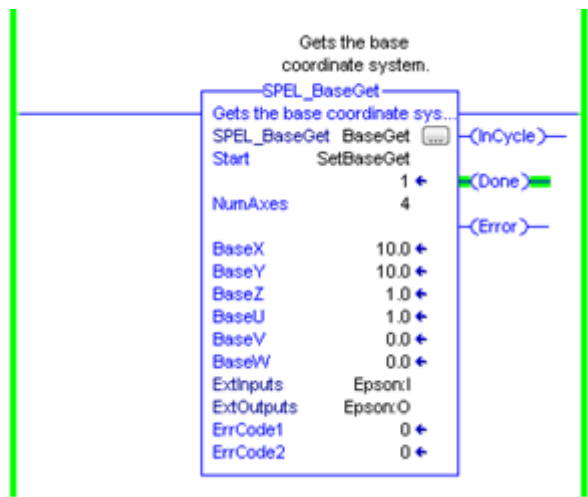 Gets the base
coordinate system.
SPEL_BaseGet
Gets the base coordinate sys...
SPEL_BaseGet BaseGet ... (InCycle)
Start SetBaseGet
1 (Done)
NumAxes 4
(Error)
BaseX 10.0
BaseY 10.0
BaseZ 1.0
BaseU 1.0
BaseV 0.0
BaseW 0.0
ExtInputs Epson:I
ExtOutputs Epson:O
ErrCode1 0
ErrCode2 0